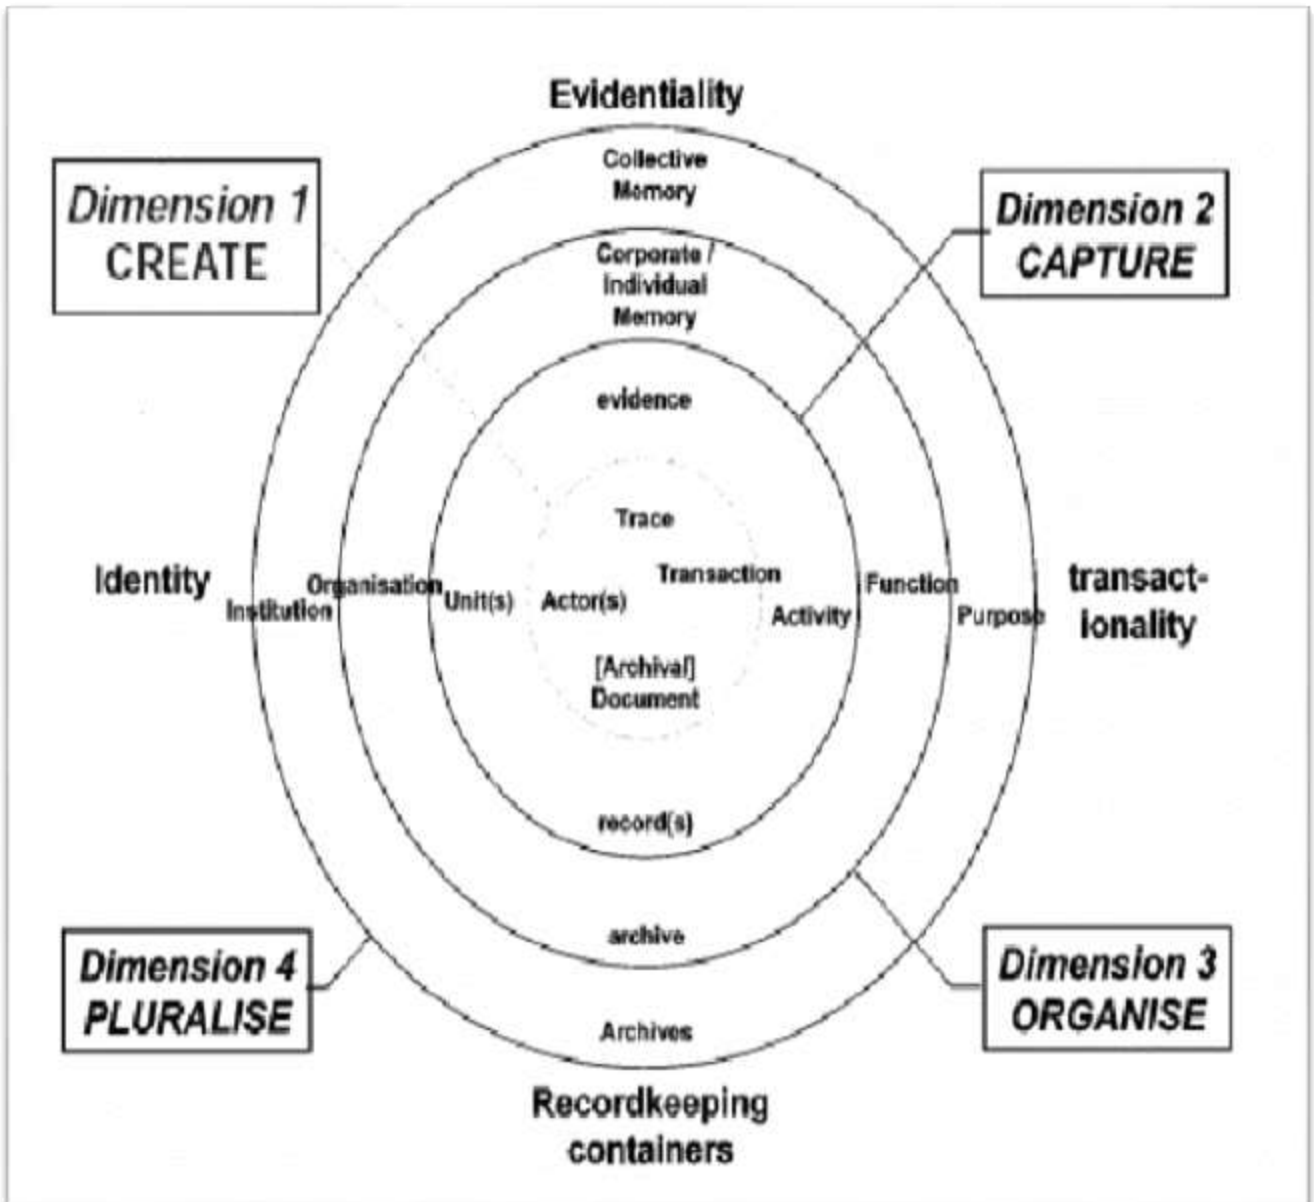 Evidentiality
Collective
Memory
Dimension 1
CREATE
Dimension 2
CAPTURE
Corporate /
Individual
Memory
evidence
Trace
Identity
Institution
Organisation
Unit(s)
Actor(s)
Transaction
Activity
Function
Purpose
transact-
ionality
[Archival]
Document
record(s)
archive
Dimension 4
PLURALISE
Dimension 3
ORGANISE
Archives
Recordkeeping
containers